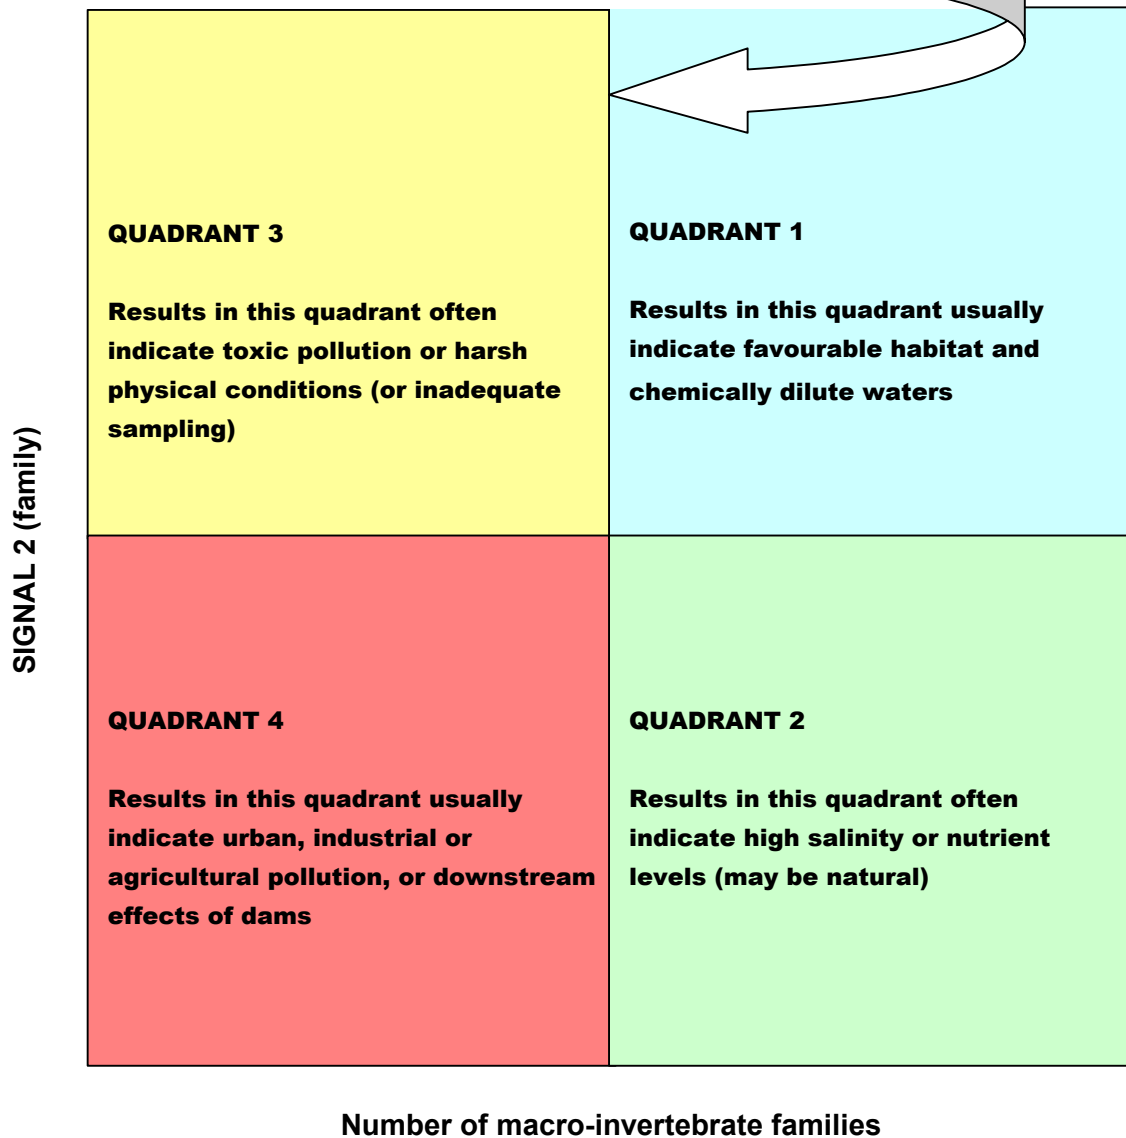 QUADRANT 3
Results in this quadrant often
indicate toxic pollution or harsh
physical conditions (or inadequate
sampling)
QUADRANT 1
Results in this quadrant usually
indicate favourable habitat and
chemically dilute waters
SIGNAL 2 (family)
QUADRANT 4
Results in this quadrant usually
indicate urban, industrial or
agricultural pollution, or downstream
effects of dams
QUADRANT 2
Results in this quadrant often
indicate high salinity or nutrient
levels (may be natural)
Number of macro-invertebrate families